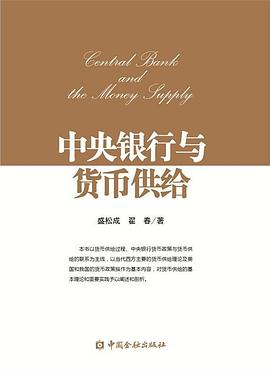 Central Bank
and
the Money Supply
中央银行与
货币供给
盛松成 翟 春/著
本书以货币供给过程、中央银行货币政策与货币供
给的联系为主线，以当代西方主要的货币供给理论及美
国和我国的货币政策操作为基本内容，对货币供给的基
本理论和重要实践予以阐述和剖析。
中国金融出版社